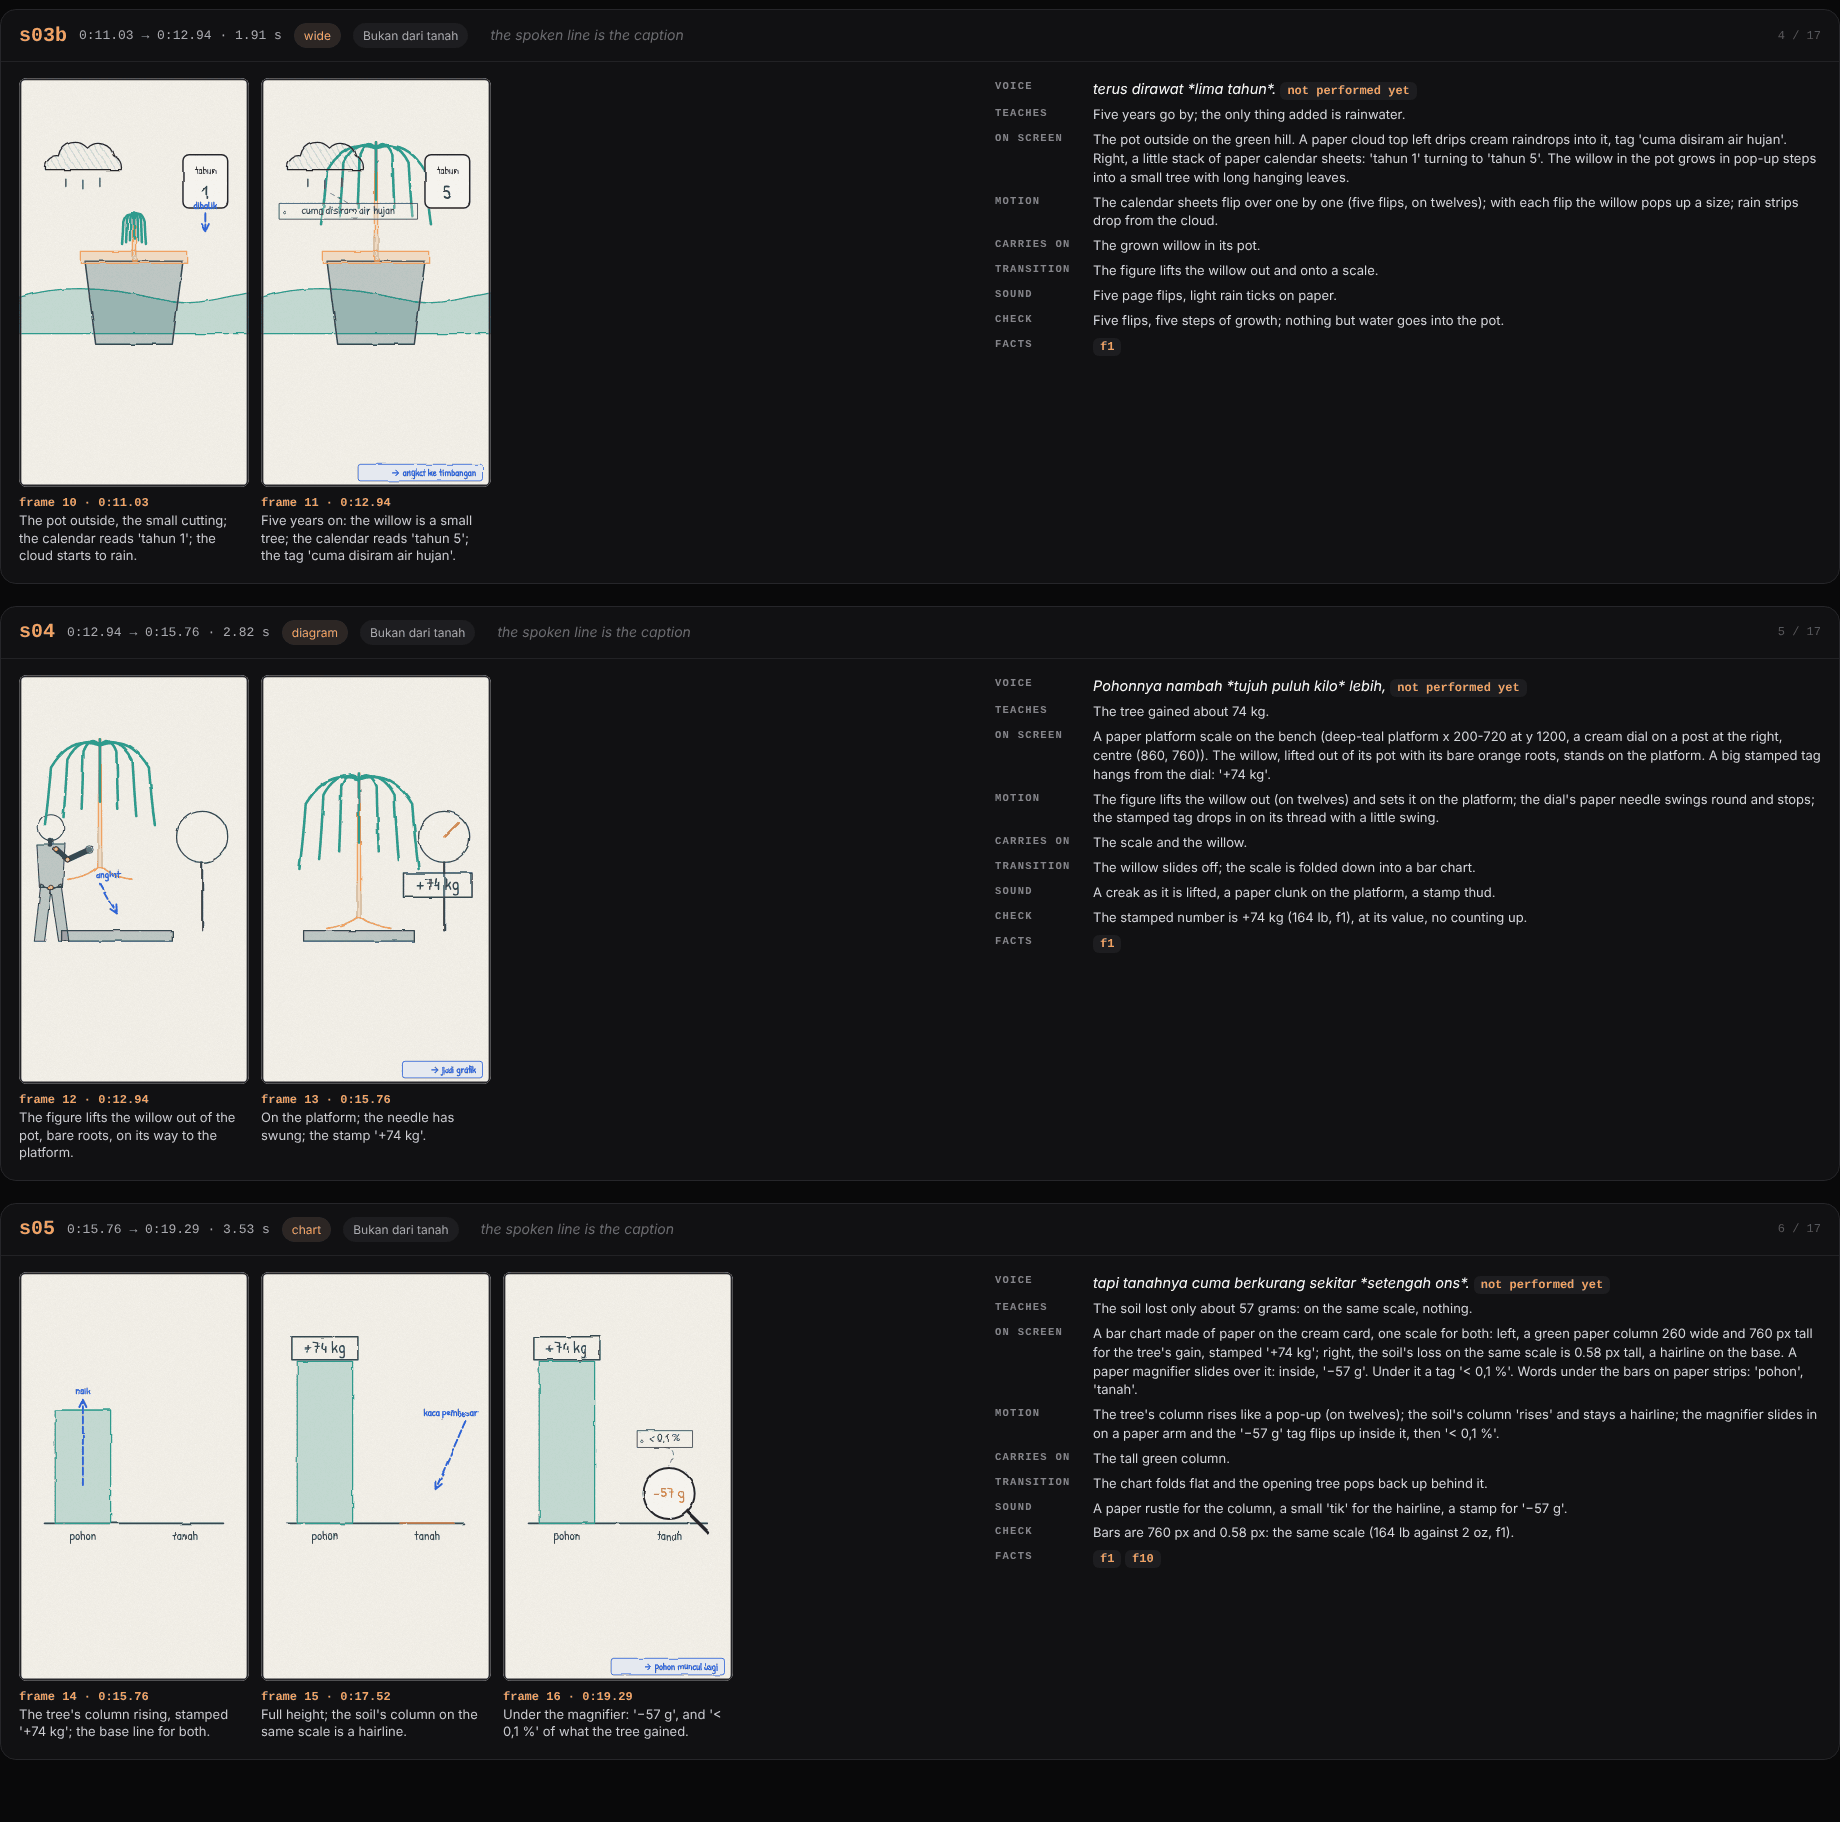 s03b 0:11.03 → 0:12.94 · 1.91 s wide Bukan dari tanah the spoken line is the caption 4 / 17
tahun
1
dibalik
cuma disiram air hujan
tahun
5
→ angkat ke timbangan
frame 10 · 0:11.03
The pot outside, the small cutting;
the calendar reads 'tahun 1'; the
cloud starts to rain.
frame 11 · 0:12.94
Five years on: the willow is a small
tree; the calendar reads 'tahun 5';
the tag 'cuma disiram air hujan'.
VOICE terus dirawat *lima tahun*. not performed yet
TEACHES Five years go by; the only thing added is rainwater.
ON SCREEN The pot outside on the green hill. A paper cloud top left drips cream raindrops into it, tag 'cuma disiram air hujan'.
Right, a little stack of paper calendar sheets: 'tahun 1' turning to 'tahun 5'. The willow in the pot grows in pop-up steps
into a small tree with long hanging leaves.
MOTION The calendar sheets flip over one by one (five flips, on twelves); with each flip the willow pops up a size; rain strips
drop from the cloud.
CARRIES ON The grown willow in its pot.
TRANSITION The figure lifts the willow out and onto a scale.
SOUND Five page flips, light rain ticks on paper.
CHECK Five flips, five steps of growth; nothing but water goes into the pot.
FACTS f1
s04 0:12.94 → 0:15.76 · 2.82 s diagram Bukan dari tanah the spoken line is the caption 5 / 17
angkat
+74 kg
→ jadi grafik
frame 12 · 0:12.94
The figure lifts the willow out of the
pot, bare roots, on its way to the
platform.
frame 13 · 0:15.76
On the platform; the needle has
swung; the stamp '+74 kg'.
VOICE Pohonnya nambah *tujuh puluh kilo* lebih, not performed yet
TEACHES The tree gained about 74 kg.
ON SCREEN A paper platform scale on the bench (deep-teal platform x 200-720 at y 1200, a cream dial on a post at the right,
centre (860, 760)). The willow, lifted out of its pot with its bare orange roots, stands on the platform. A big stamped tag
hangs from the dial: '+74 kg'.
MOTION The figure lifts the willow out (on twelves) and sets it on the platform; the dial's paper needle swings round and stops;
the stamped tag drops in on its thread with a little swing.
CARRIES ON The scale and the willow.
TRANSITION The willow slides off; the scale is folded down into a bar chart.
SOUND A creak as it is lifted, a paper clunk on the platform, a stamp thud.
CHECK The stamped number is +74 kg (164 lb, f1), at its value, no counting up.
FACTS f1
s05 0:15.76 → 0:19.29 · 3.53 s chart Bukan dari tanah the spoken line is the caption 6 / 17
naik
pohon tanah
+74 kg
kaca pembesar
pohon tanah
+74 kg
< 0,1 %
−57 g
pohon tanah
→ pohon muncul lagi
frame 14 · 0:15.76
The tree's column rising, stamped
'+74 kg'; the base line for both.
frame 15 · 0:17.52
Full height; the soil's column on the
same scale is a hairline.
frame 16 · 0:19.29
Under the magnifier: '−57 g', and '<
0,1 %' of what the tree gained.
VOICE tapi tanahnya cuma berkurang sekitar *setengah ons*. not performed yet
TEACHES The soil lost only about 57 grams: on the same scale, nothing.
ON SCREEN A bar chart made of paper on the cream card, one scale for both: left, a green paper column 260 wide and 760 px tall
for the tree's gain, stamped '+74 kg'; right, the soil's loss on the same scale is 0.58 px tall, a hairline on the base. A
paper magnifier slides over it: inside, '−57 g'. Under it a tag '< 0,1 %'. Words under the bars on paper strips: 'pohon',
'tanah'.
MOTION The tree's column rises like a pop-up (on twelves); the soil's column 'rises' and stays a hairline; the magnifier slides in
on a paper arm and the '−57 g' tag flips up inside it, then '< 0,1 %'.
CARRIES ON The tall green column.
TRANSITION The chart folds flat and the opening tree pops back up behind it.
SOUND A paper rustle for the column, a small 'tik' for the hairline, a stamp for '−57 g'.
CHECK Bars are 760 px and 0.58 px: the same scale (164 lb against 2 oz, f1).
FACTS f1 f10